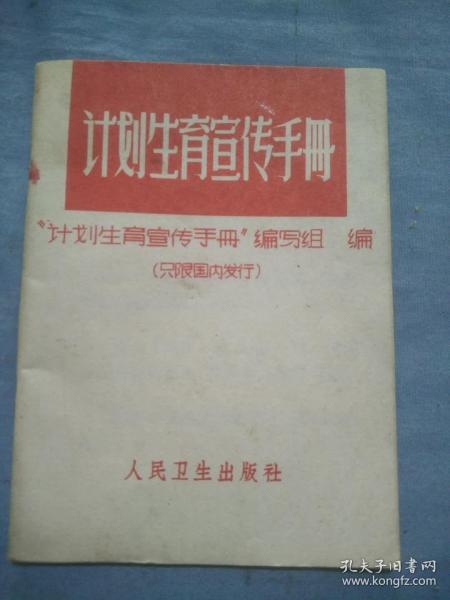 计划生育宣传手册
“计划生育宣传手册”编写组 编
(只限国内发行)
人民卫生出版社
孔夫子旧书网
www.kongfz.com